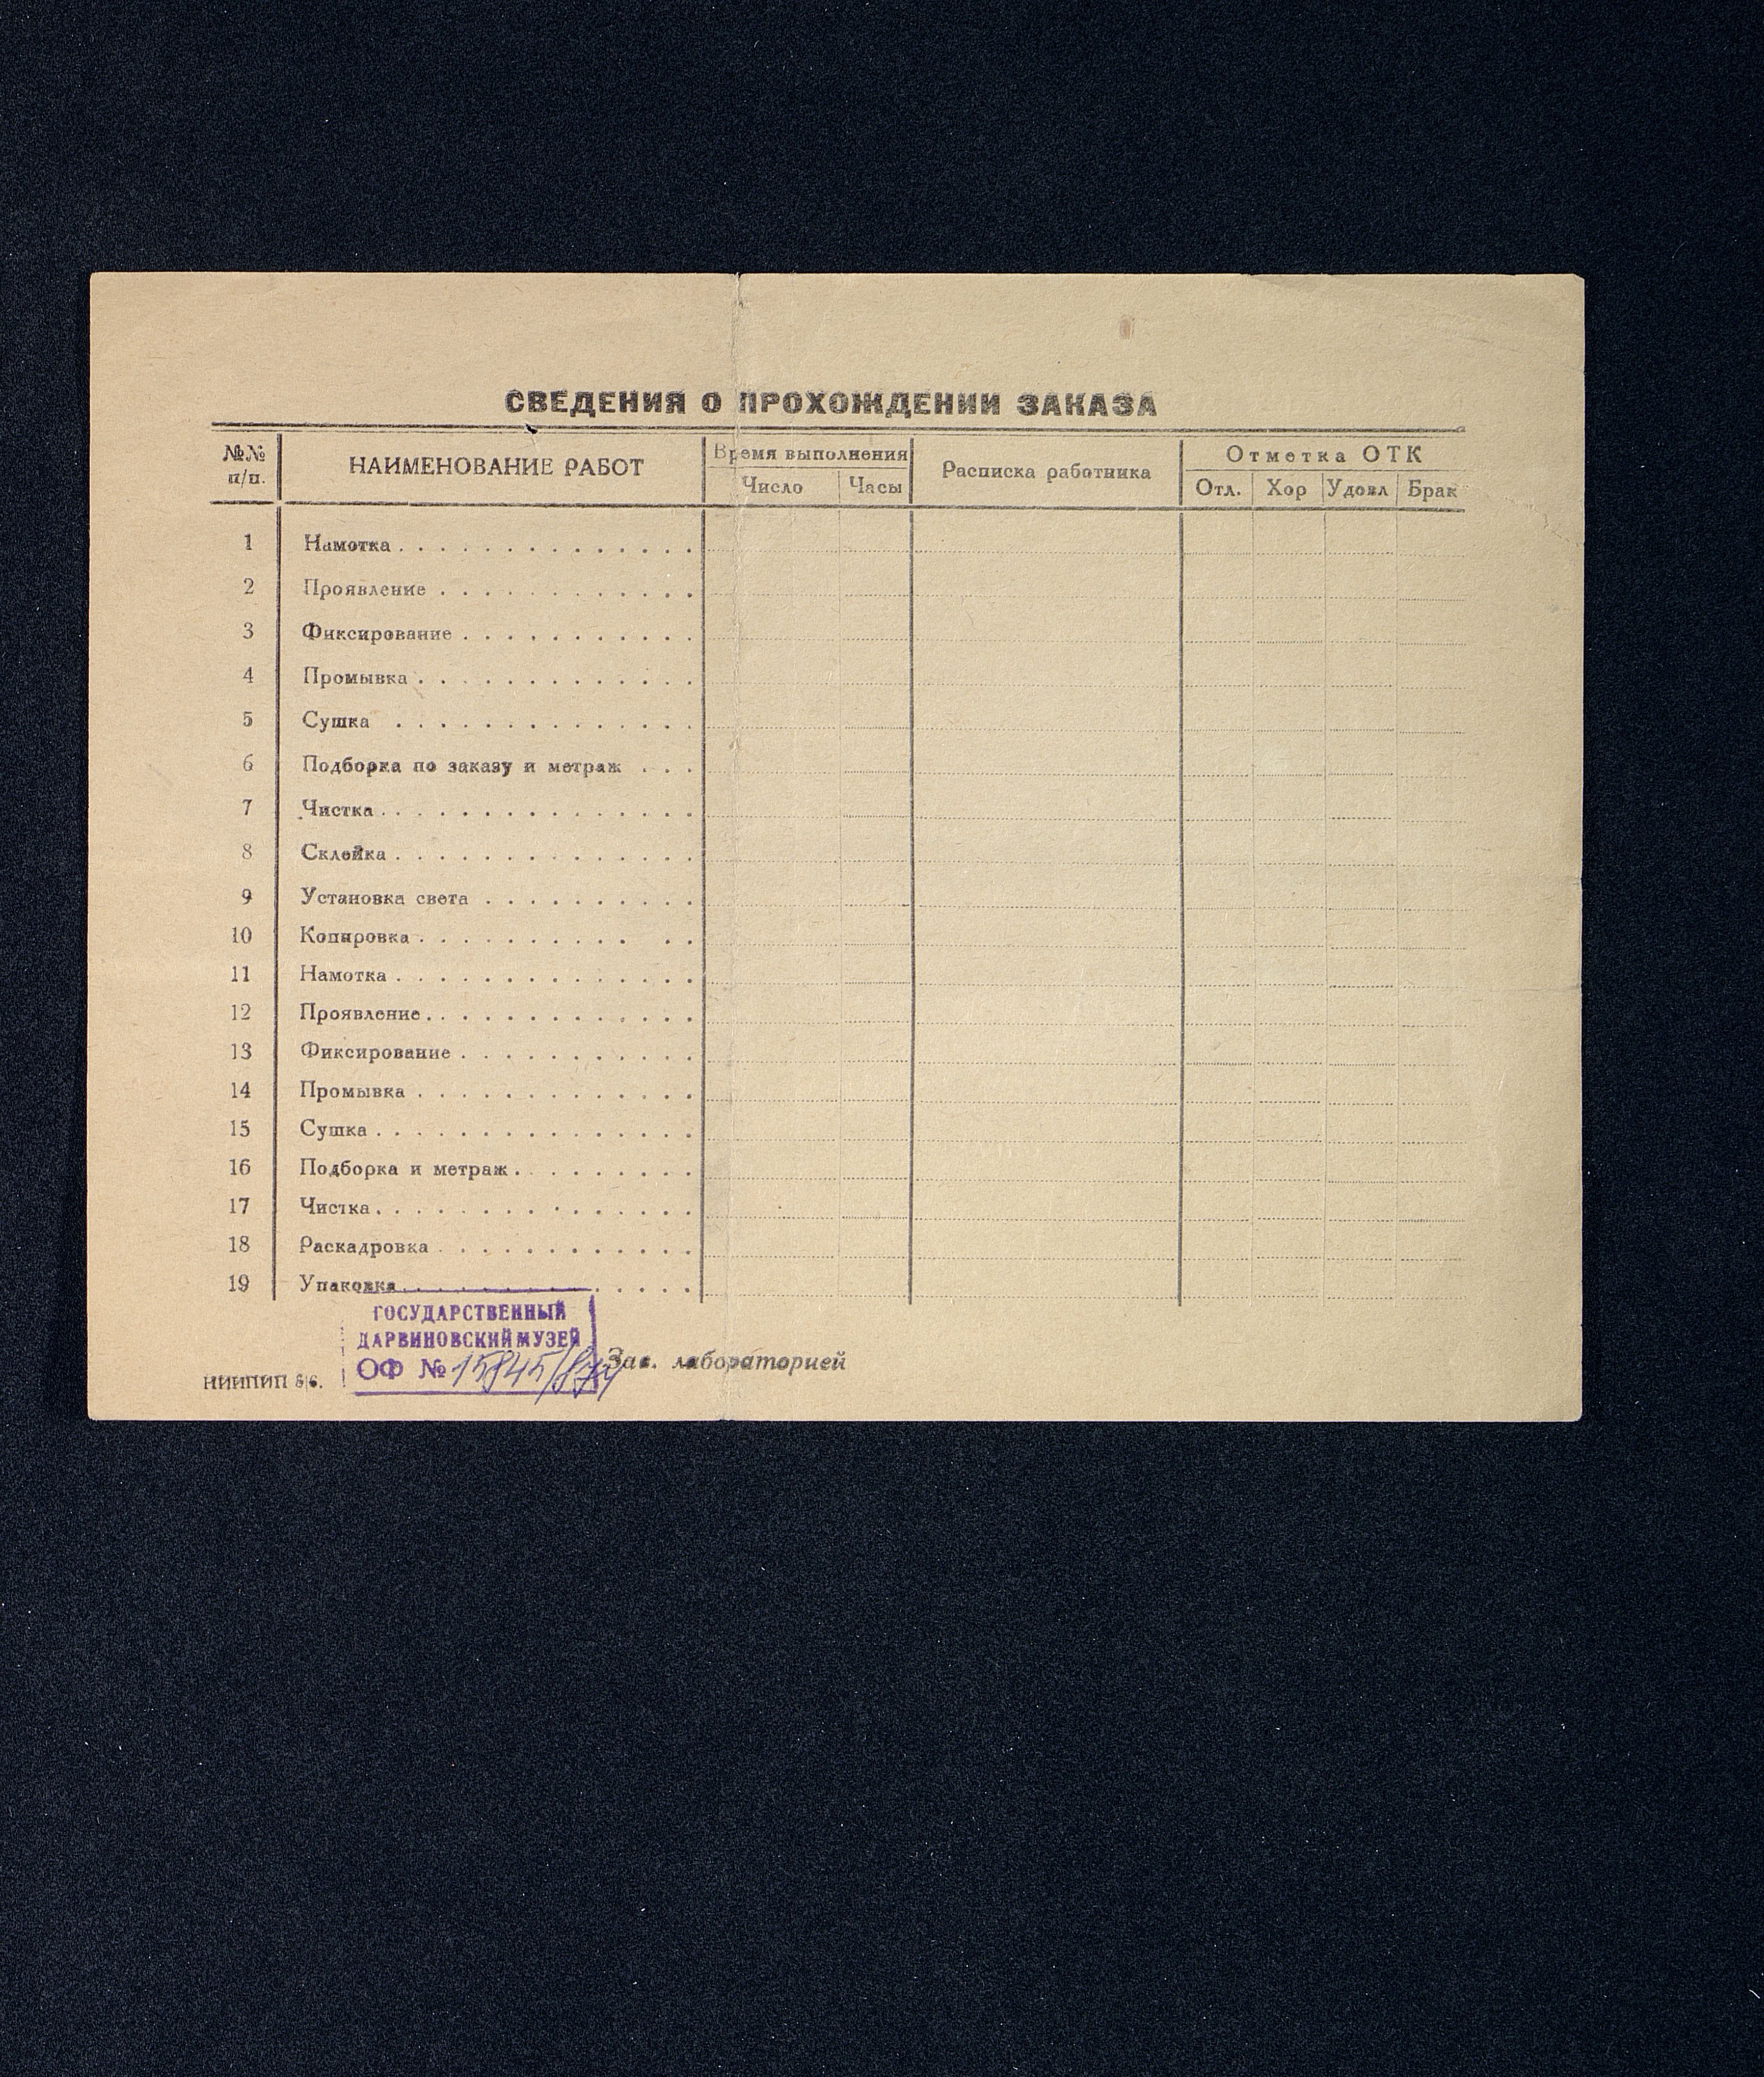 СВЕДЕНИЯ О ПРОХОЖДЕНИИ ЗАКАЗА
№№ п/п.
НАИМЕНОВАНИЕ РАБОТ
Время выполнения
Число
Часы
Расписка работника
Отметка ОТК
Отл.
Хор
Удовл
Брак
1 Намотка
2 Проявление
3 Фиксирование
4 Промывка
5 Сушка
6 Подборка по заказу и метраж
7 Чистка
8 Склейка
9 Установка света
10 Копировка
11 Намотка
12 Проявление
13 Фиксирование
14 Промывка
15 Сушка
16 Подборка и метраж
17 Чистка
18 Раскадровка
19 Упаковка
ГОСУДАРСТВЕННЫЙ
ДАРВИНОВСКИЙ МУЗЕЙ
ОФ № 15845/
Зав. лабораторией